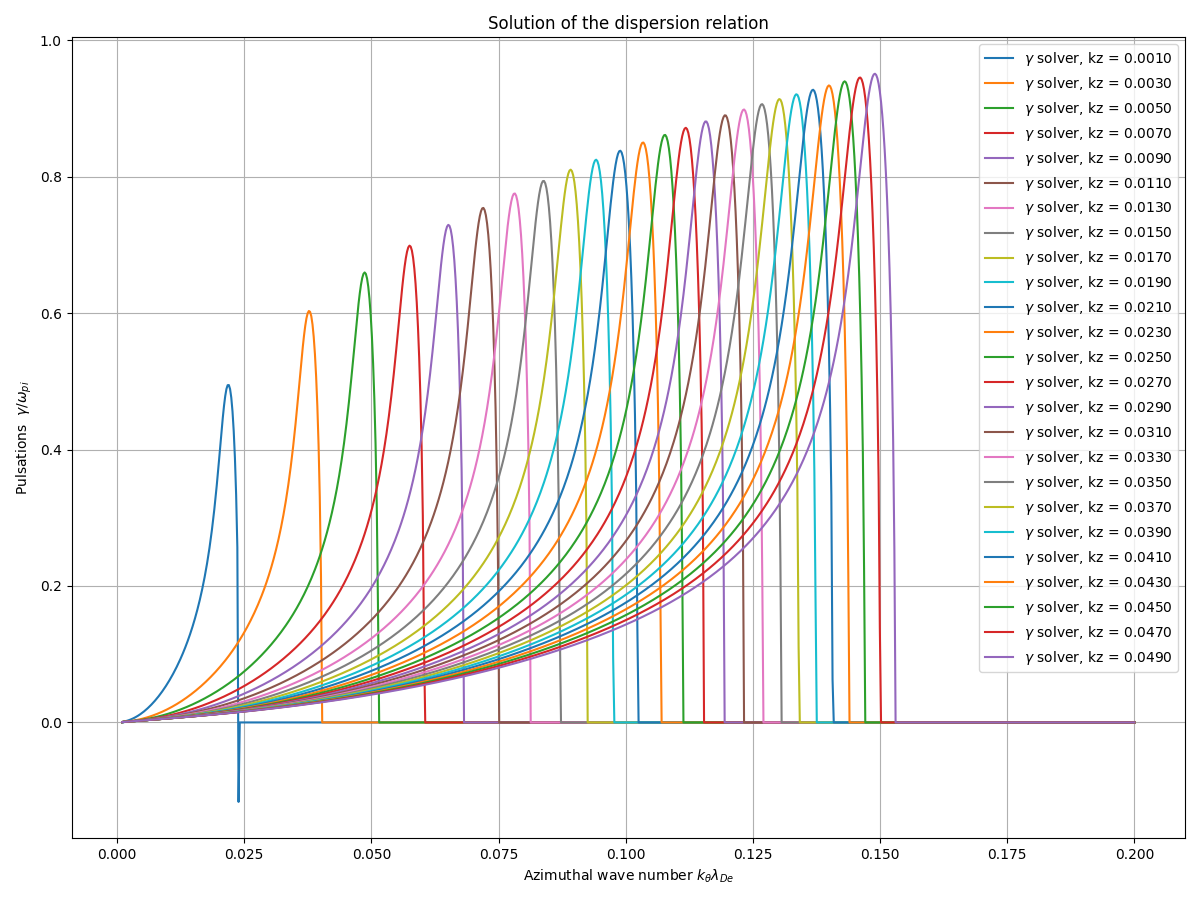 Solution of the dispersion relation
1.0
0.8
0.6
0.4
0.2
0.0
Pulsations γ/ω_{pi}
0.000 0.025 0.050 0.075 0.100 0.125 0.150 0.175 0.200
Azimuthal wave number k_θλ_{De}
γ solver, kz = 0.0010
γ solver, kz = 0.0030
γ solver, kz = 0.0050
γ solver, kz = 0.0070
γ solver, kz = 0.0090
γ solver, kz = 0.0110
γ solver, kz = 0.0130
γ solver, kz = 0.0150
γ solver, kz = 0.0170
γ solver, kz = 0.0190
γ solver, kz = 0.0210
γ solver, kz = 0.0230
γ solver, kz = 0.0250
γ solver, kz = 0.0270
γ solver, kz = 0.0290
γ solver, kz = 0.0310
γ solver, kz = 0.0330
γ solver, kz = 0.0350
γ solver, kz = 0.0370
γ solver, kz = 0.0390
γ solver, kz = 0.0410
γ solver, kz = 0.0430
γ solver, kz = 0.0450
γ solver, kz = 0.0470
γ solver, kz = 0.0490